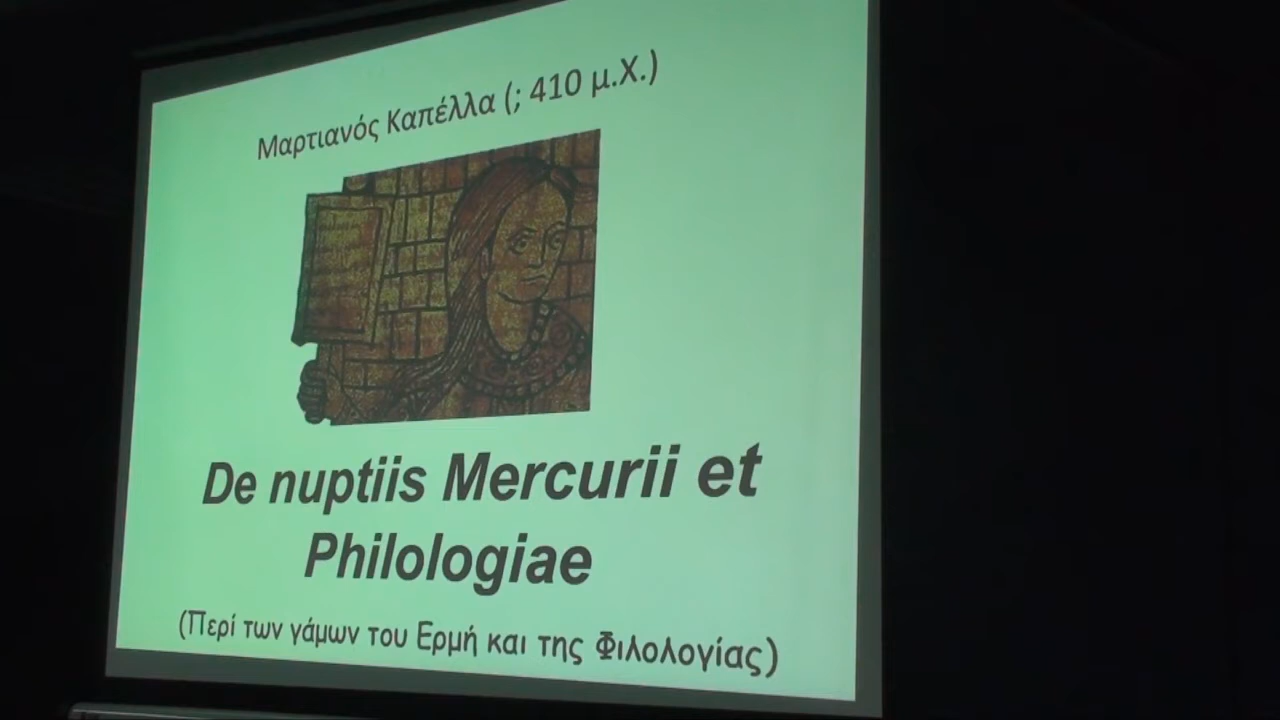 Μαρτιανός Καπέλλα (; 410 μ.Χ.)
De nuptiis Mercurii et
Philologiae
(Περί των γάμων του Ερμή και της Φιλολογίας)